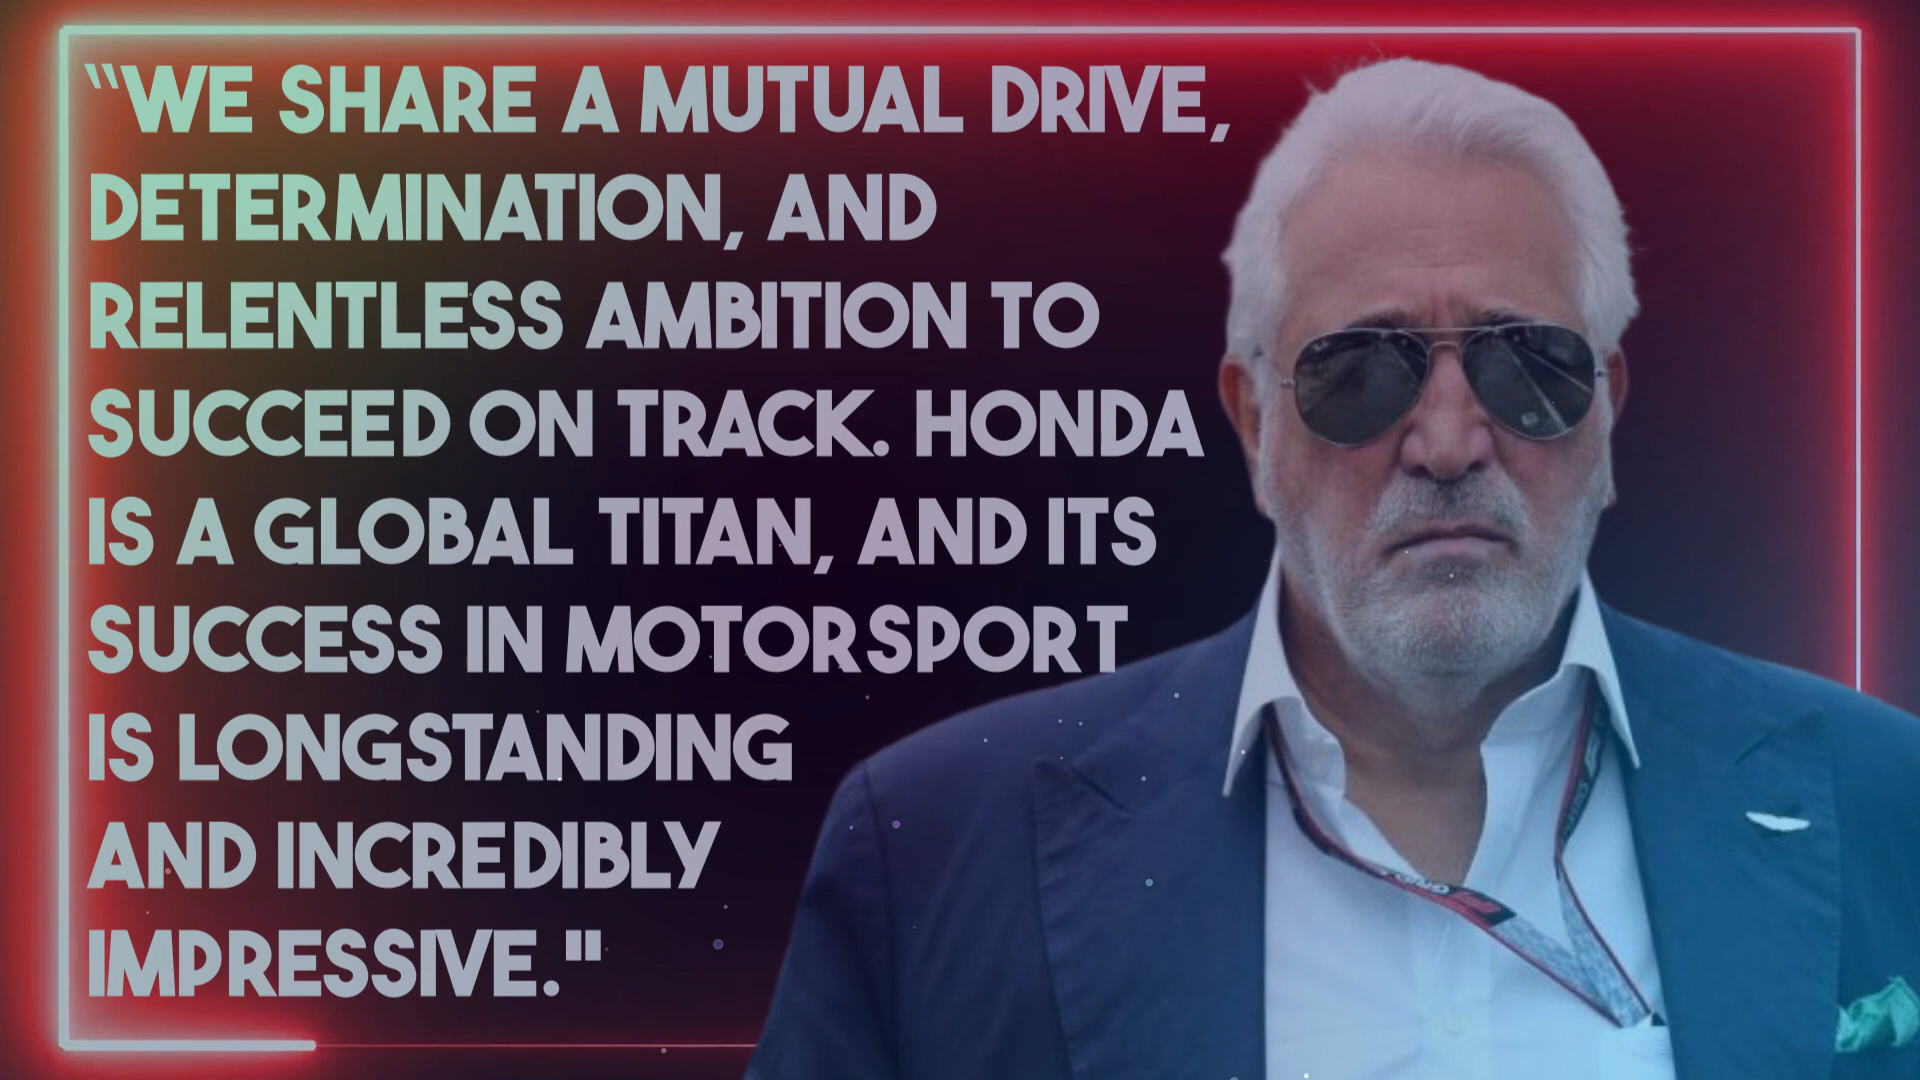 “WE SHARE A MUTUAL DRIVE,
DETERMINATION, AND
RELENTLESS AMBITION TO
SUCCEED ON TRACK. HONDA
IS A GLOBAL TITAN, AND ITS
SUCCESS IN MOTORSPORT
IS LONGSTANDING
AND INCREDIBLY
IMPRESSIVE."